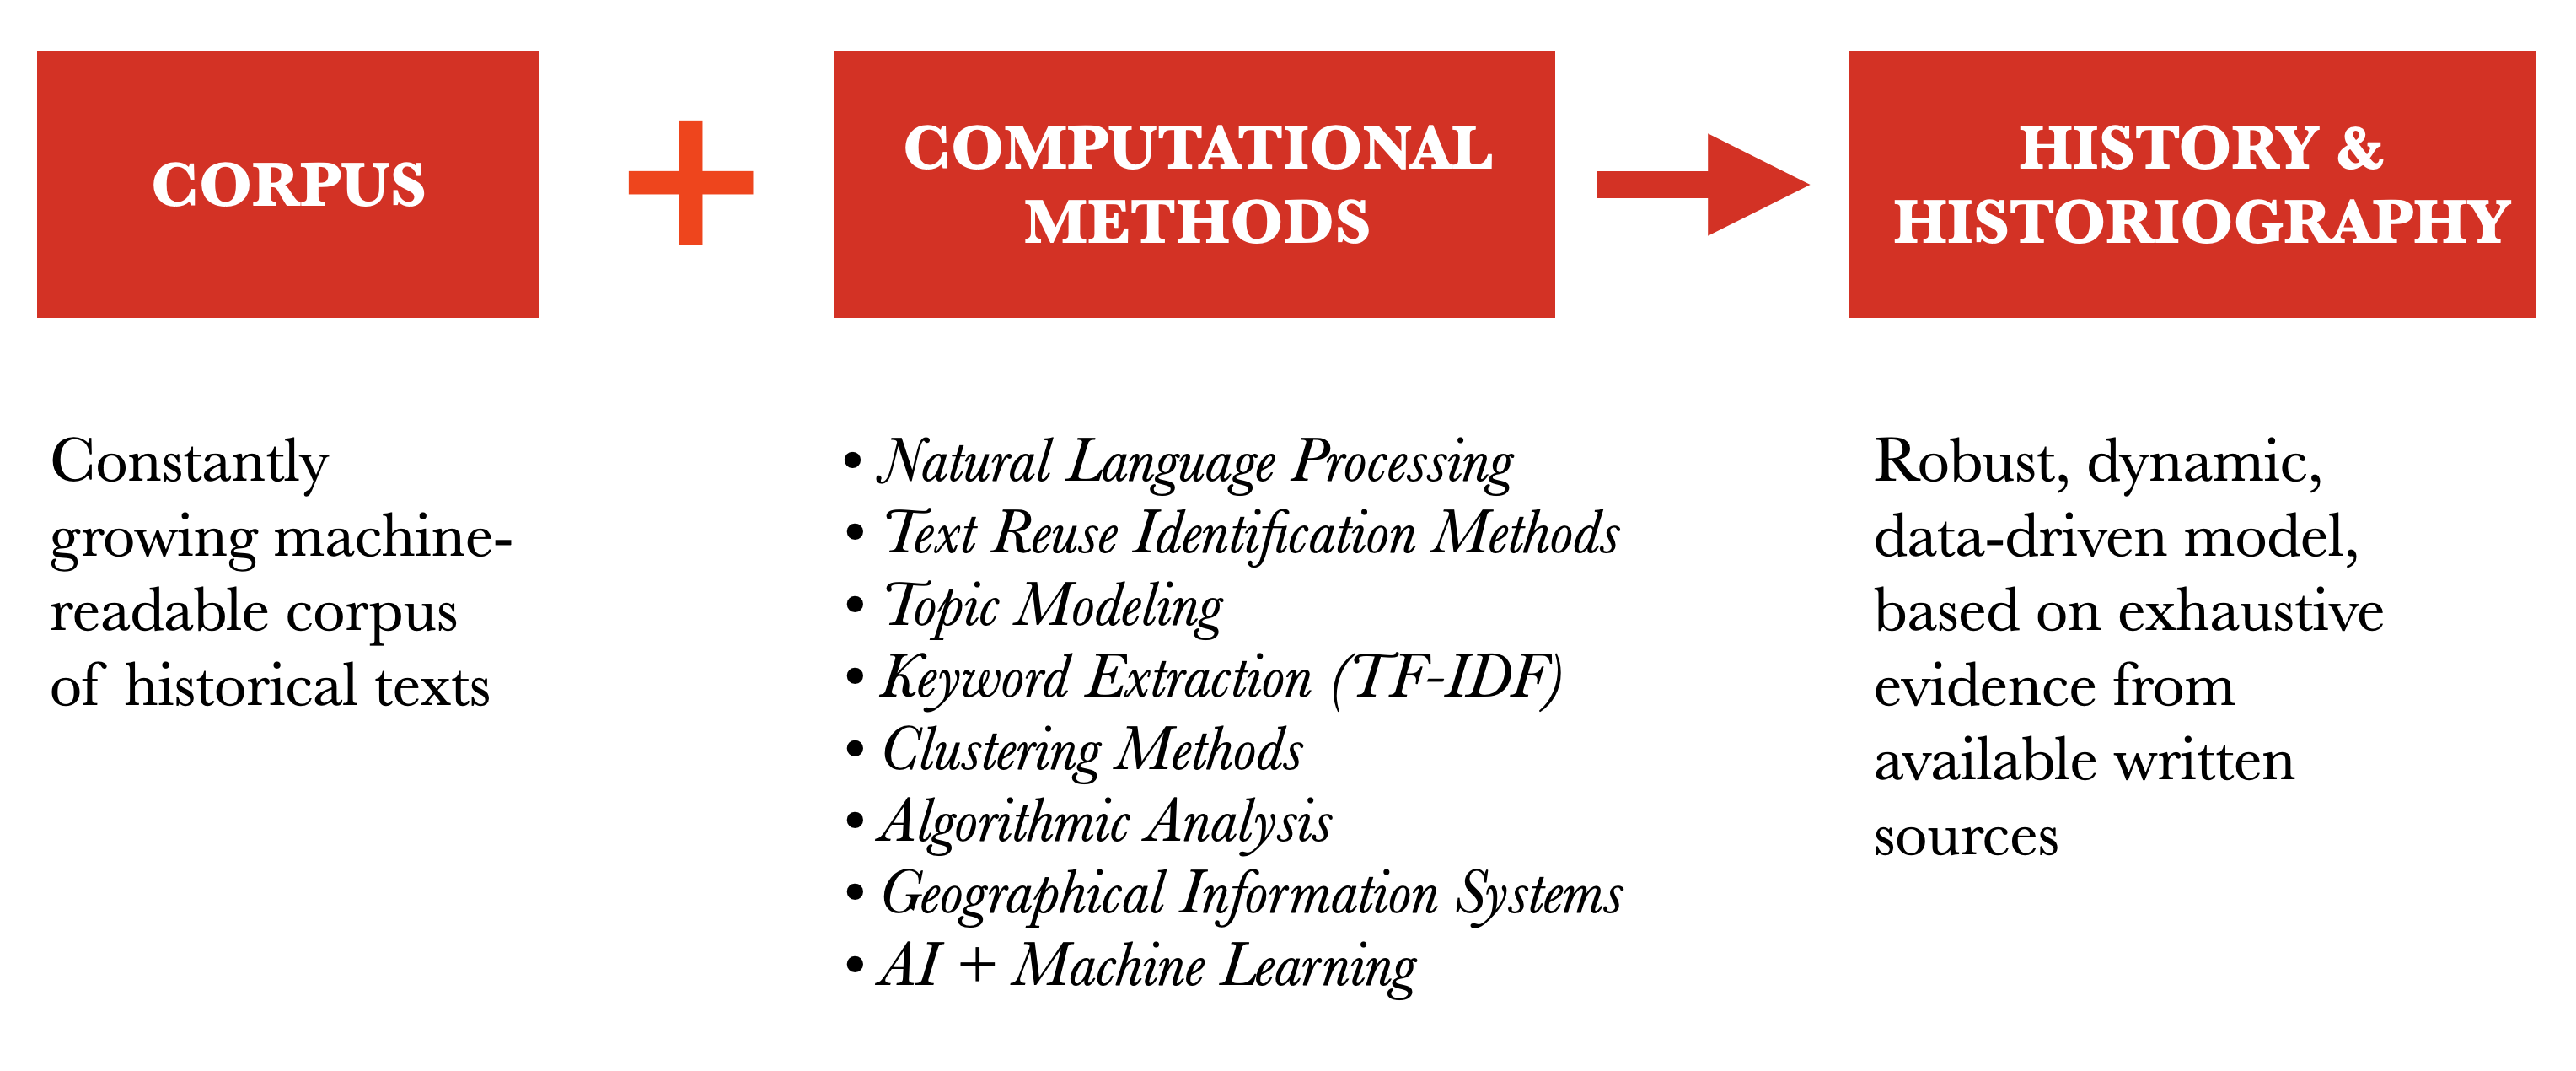 CORPUS
+
COMPUTATIONAL
METHODS
HISTORY &
HISTORIOGRAPHY
Constantly
growing machine-
readable corpus
of historical texts
• Natural Language Processing
• Text Reuse Identification Methods
• Topic Modeling
• Keyword Extraction (TF-IDF)
• Clustering Methods
• Algorithmic Analysis
• Geographical Information Systems
• AI + Machine Learning
Robust, dynamic,
data-driven model,
based on exhaustive
evidence from
available written
sources